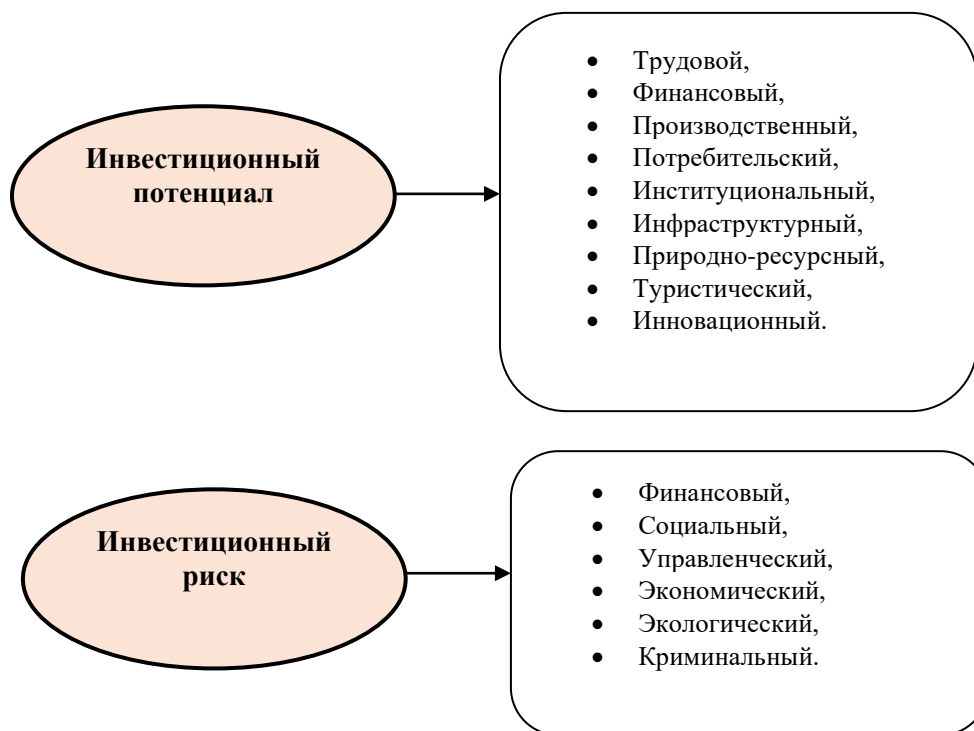 Инвестиционный
потенциал
• Трудовой,
• Финансовый,
• Производственный,
• Потребительский,
• Институциональный,
• Инфраструктурный,
• Природно-ресурсный,
• Туристический,
• Инновационный.
Инвестиционный
риск
• Финансовый,
• Социальный,
• Управленческий,
• Экономический,
• Экологический,
• Криминальный.